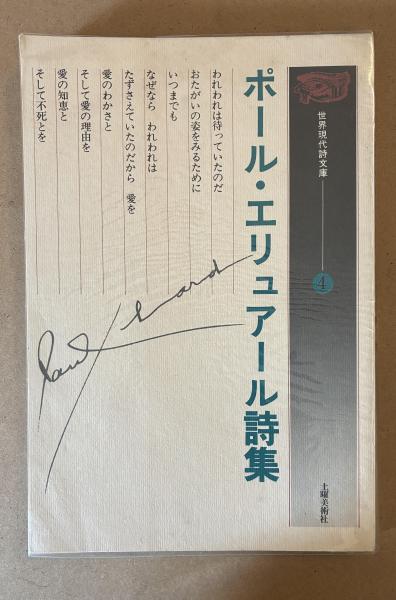 世界現代詩文庫
4
土曜美術社
ポール・エリュアール詩集
われわれは待っていたのだ
おたがいの姿をみるために
いつまでも
なぜなら　われわれは
たずさえていたのだから　愛を
愛のわかさと
そして愛の理由を
愛の知恵と
そして不死とを
Paul Eluard